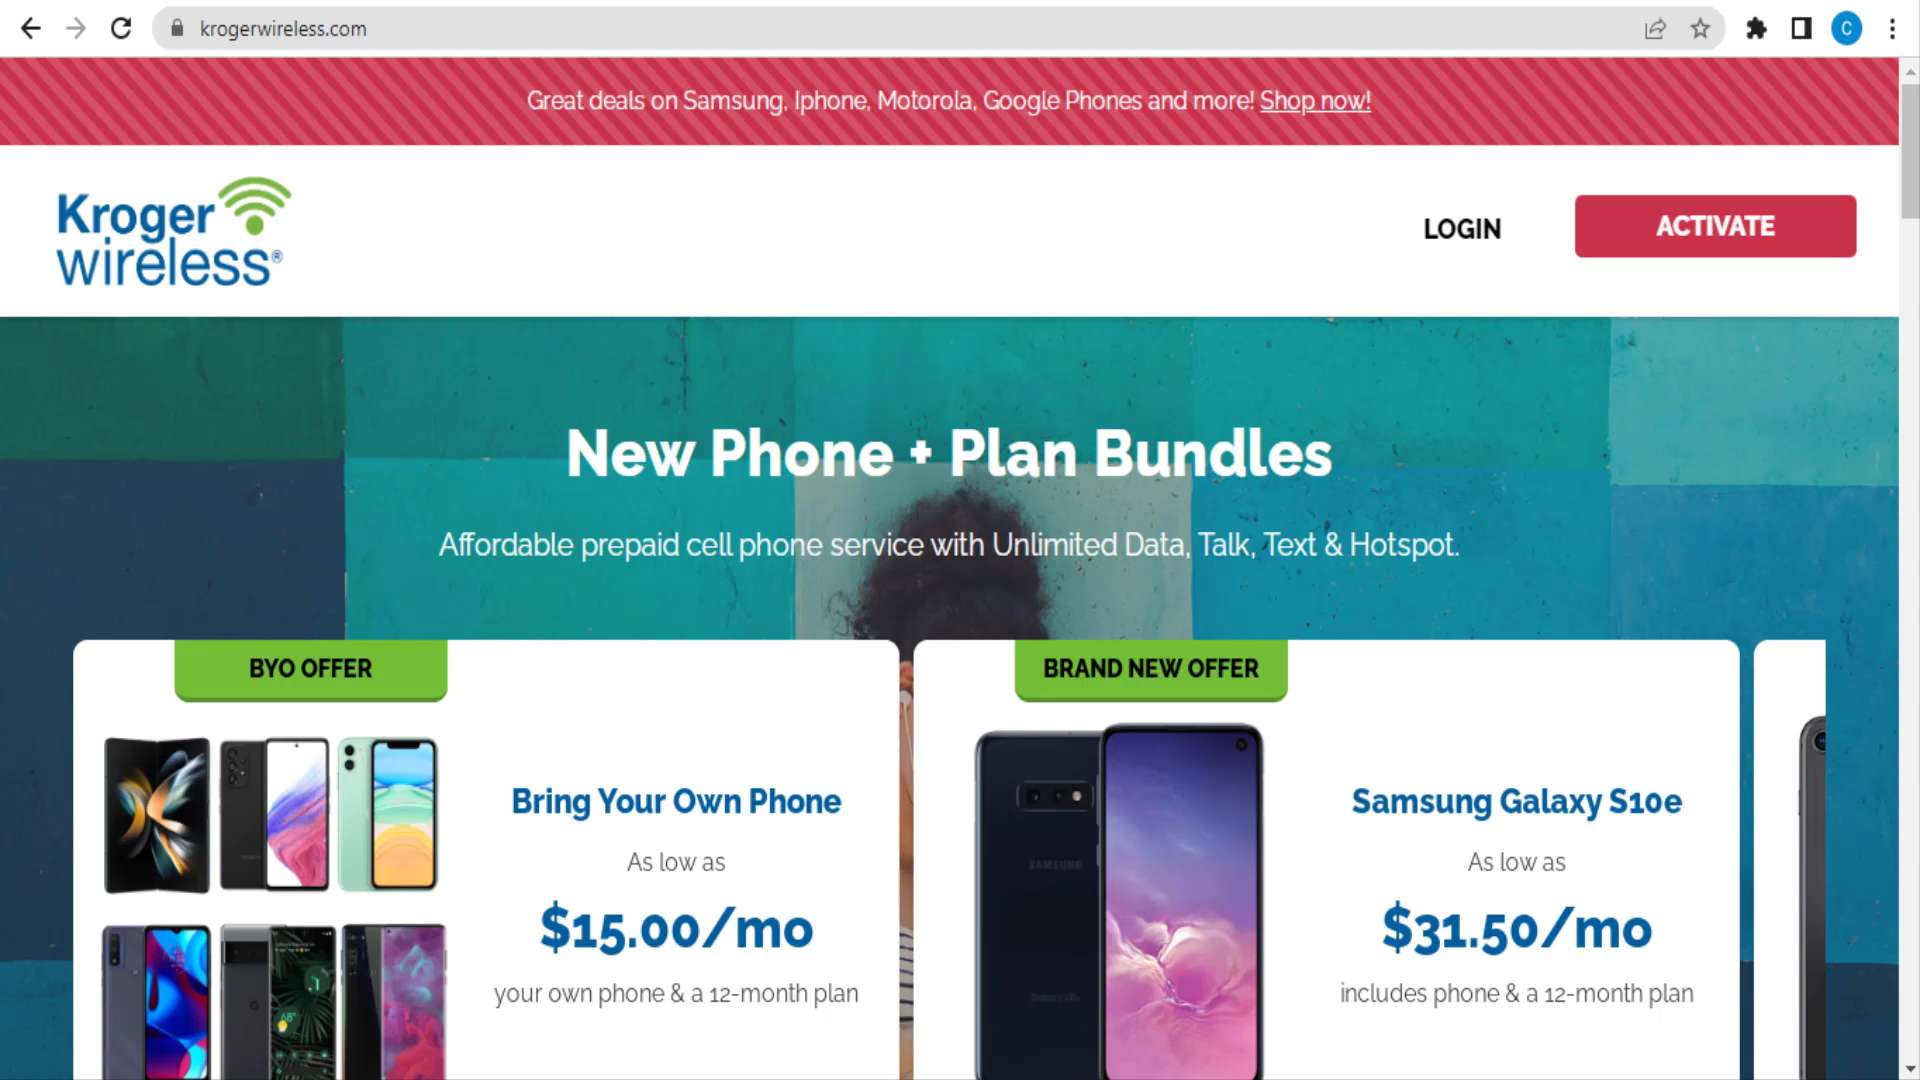 krogerwireless.com
C
Great deals on Samsung, Iphone, Motorola, Google Phones and more! Shop now!
Kroger
wireless®
LOGIN
ACTIVATE
New Phone + Plan Bundles
Affordable prepaid cell phone service with Unlimited Data, Talk, Text & Hotspot.
BYO OFFER
Bring Your Own Phone
As low as
$15.00/mo
your own phone & a 12-month plan
BRAND NEW OFFER
SAMSUNG
Samsung Galaxy S10e
As low as
$31.50/mo
includes phone & a 12-month plan
68°